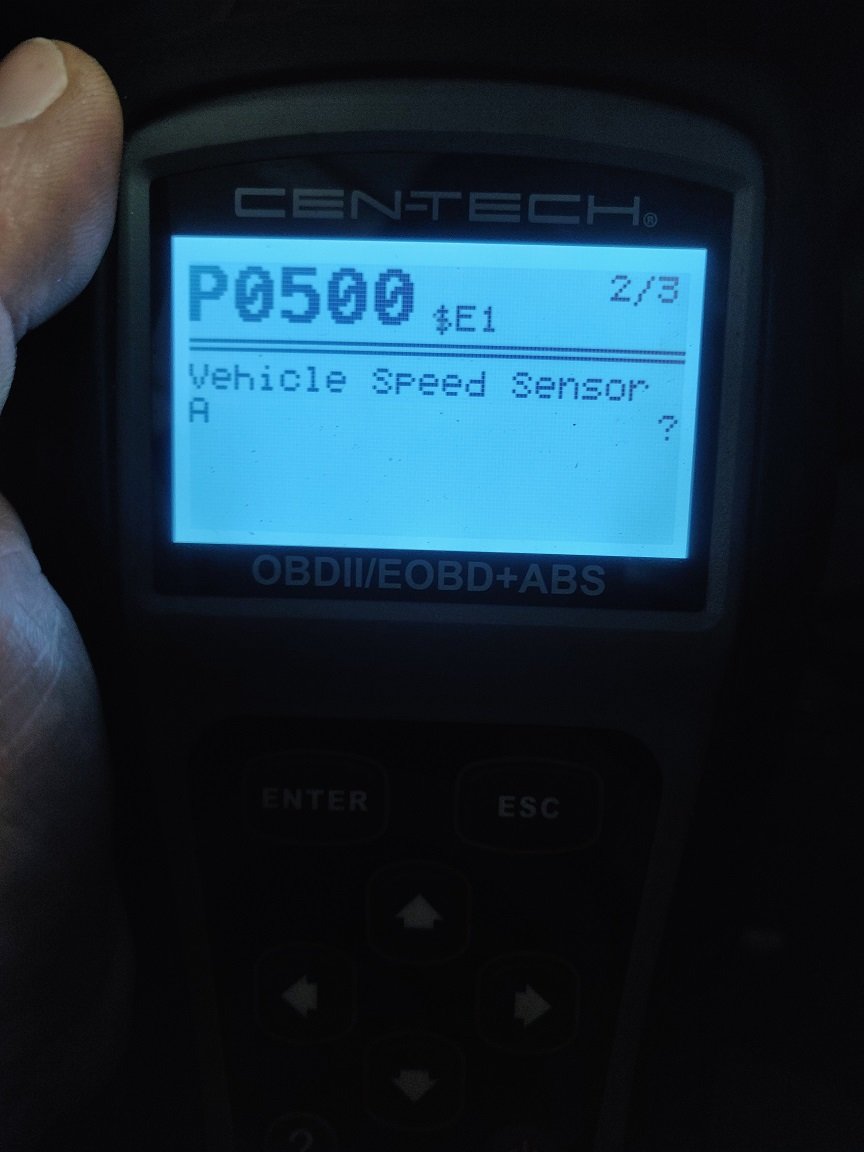 CEN-TECH®
P0500 $E1 2/3
Vehicle Speed Sensor
A ?
OBDII/EOBD+ABS
ENTER ESC
?